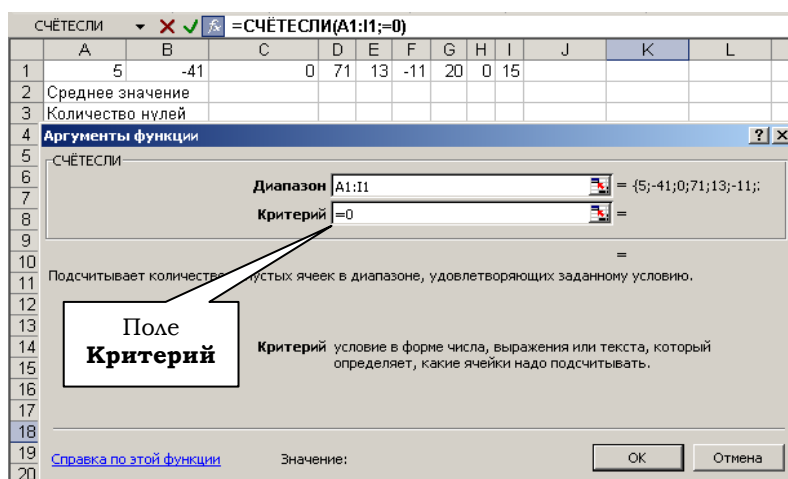 СЧЁТЕСЛИ =СЧЁТЕСЛИ(A1:I1;=0)
A B C D E F G H I J K L
1 5 -41 0 71 13 -11 20 0 15
2 Среднее значение
3 Количество нулей
4 Аргументы функции
5 СЧЁТЕСЛИ
6 Диапазон A1:I1 = {5;-41;0;71;13;-11;
7
8 Критерий =0 =
9
10 =
11 Подсчитывает количество пустых ячеек в диапазоне, удовлетворяющих заданному условию.
12
13 Поле
Критерий
14 Критерий условие в форме числа, выражения или текста, который
15 определяет, какие ячейки надо подсчитывать.
16
17
18
19 Справка по этой функции Значение: ОК Отмена
20